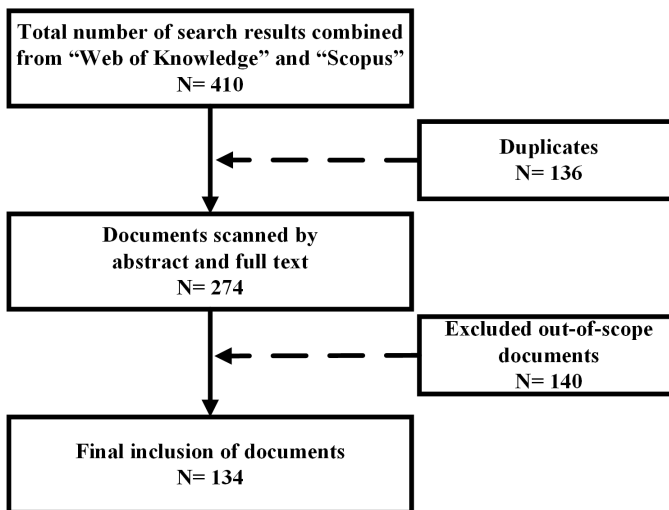 Total number of search results combined
from “Web of Knowledge” and “Scopus”
N= 410
Duplicates
N= 136
Documents scanned by
abstract and full text
N= 274
Excluded out-of-scope
documents
N= 140
Final inclusion of documents
N= 134